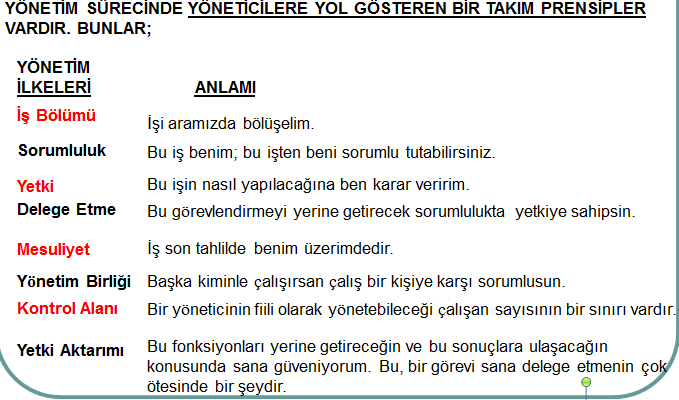 YÖNETİM SÜRECİNDE YÖNETİCİLERE YOL GÖSTEREN BİR TAKIM PRENSİPLER
VARDIR. BUNLAR;
YÖNETİM
İLKELERİ ANLAMI
İş Bölümü İşi aramızda bölüşelim.
Sorumluluk Bu iş benim; bu işten beni sorumlu tutabilirsiniz.
Yetki Bu işin nasıl yapılacağına ben karar veririm.
Delege Etme Bu görevlendirmeyi yerine getirecek sorumlulukta yetkiye sahipsin.
Mesuliyet İş son tahlilde benim üzerimdedir.
Yönetim Birliği Başka kiminle çalışırsan çalış bir kişiye karşı sorumlusun.
Kontrol Alanı Bir yöneticinin fiili olarak yönetebileceği çalışan sayısının bir sınırı vardır.
Yetki Aktarımı Bu fonksiyonları yerine getireceğin ve bu sonuçlara ulaşacağın
konusunda sana güveniyorum. Bu, bir görevi sana delege etmenin çok
ötesinde bir şeydir.